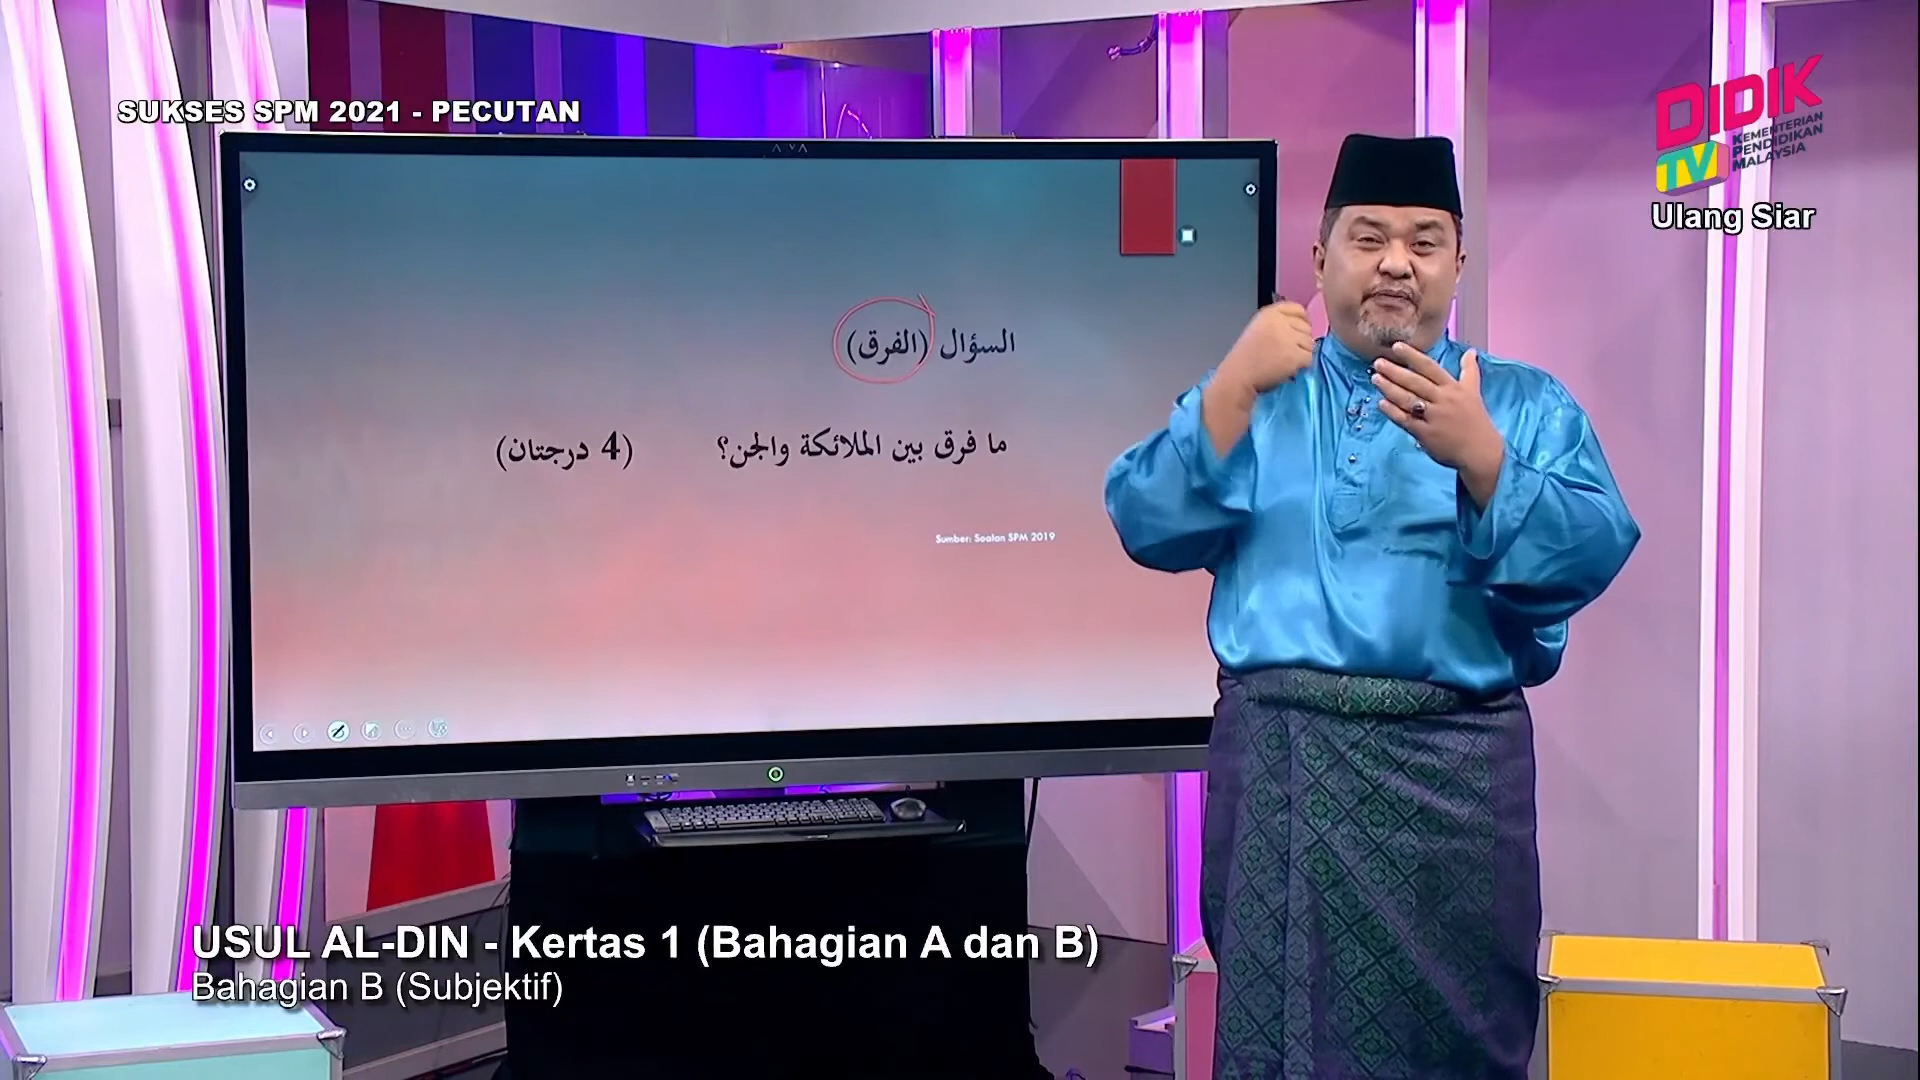 SUKSES SPM 2021 - PECUTAN
DIDIK
TV
KEMENTERIAN
PENDIDIKAN
MALAYSIA
Ulang Siar
السؤال (الفرق)
ما فرق بين الملائكة والجن؟ (4 درجتان)
Sumber: Soalan SPM 2019
USUL AL-DIN - Kertas 1 (Bahagian A dan B)
Bahagian B (Subjektif)